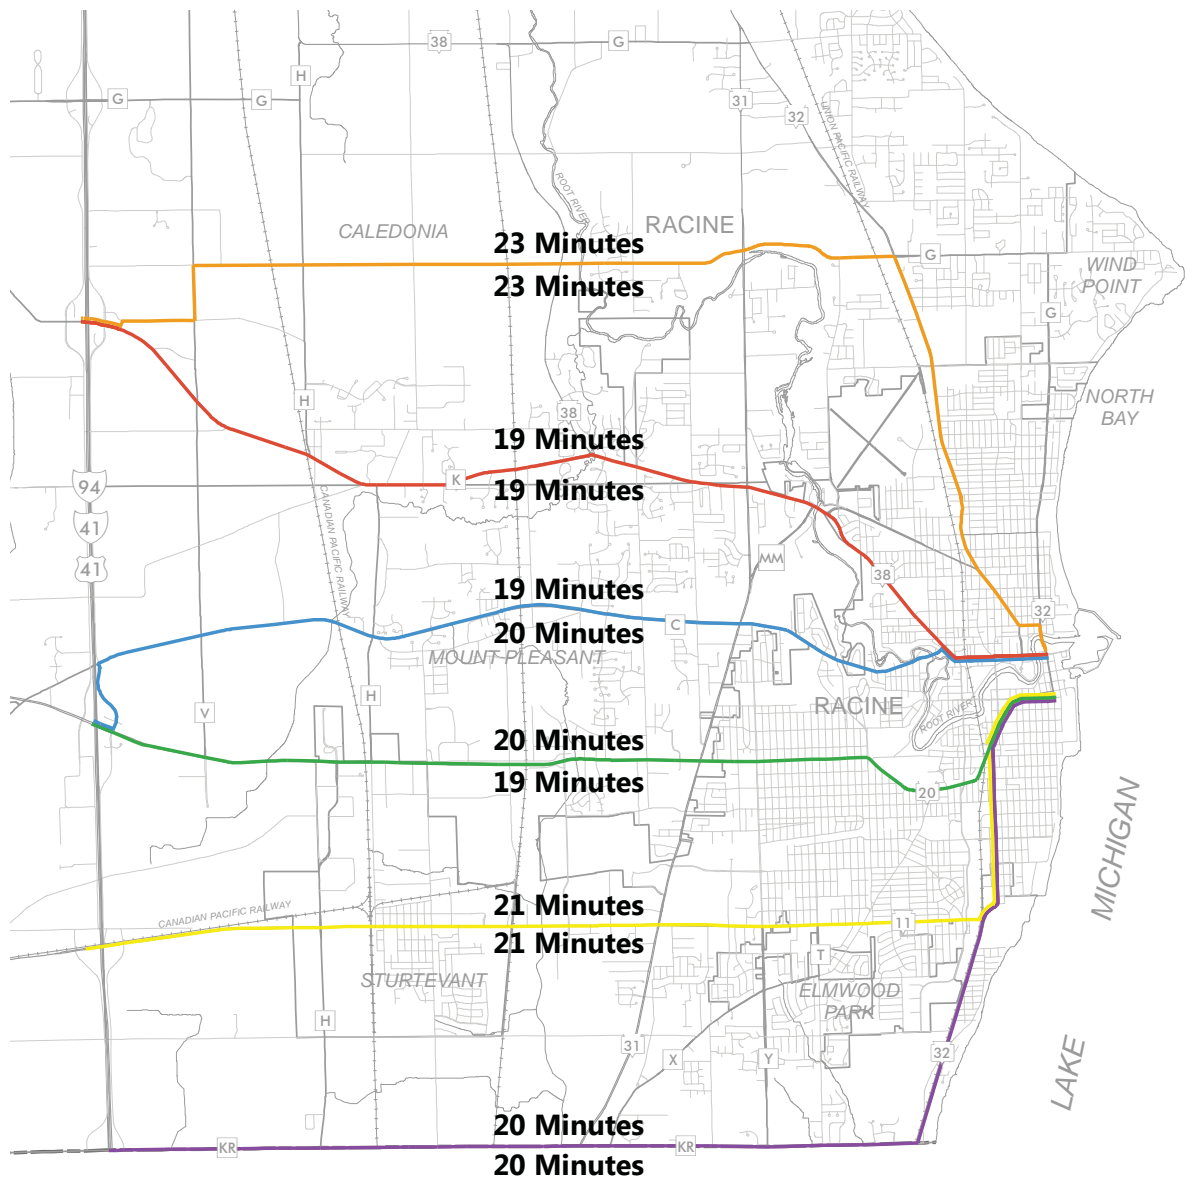 38
G
H
G
G
31
32
UNION PACIFIC RAILWAY
ROOT RIVER
RACINE
CALEDONIA
23 Minutes
G
WIND
POINT
23 Minutes
G
H
NORTH
BAY
38
19 Minutes
K
19 Minutes
94
41
41
CANADIAN PACIFIC RAILWAY
MM
38
19 Minutes
32
C
20 Minutes
MOUNT PLEASANT
H
RACINE
V
ROOT RIVER
20 Minutes
19 Minutes
20
MICHIGAN
21 Minutes
CANADIAN PACIFIC RAILWAY
11
21 Minutes
T
STURTEVANT
ELMWOOD
PARK
H
31
X
Y
32
LAKE
20 Minutes
KR
KR
20 Minutes